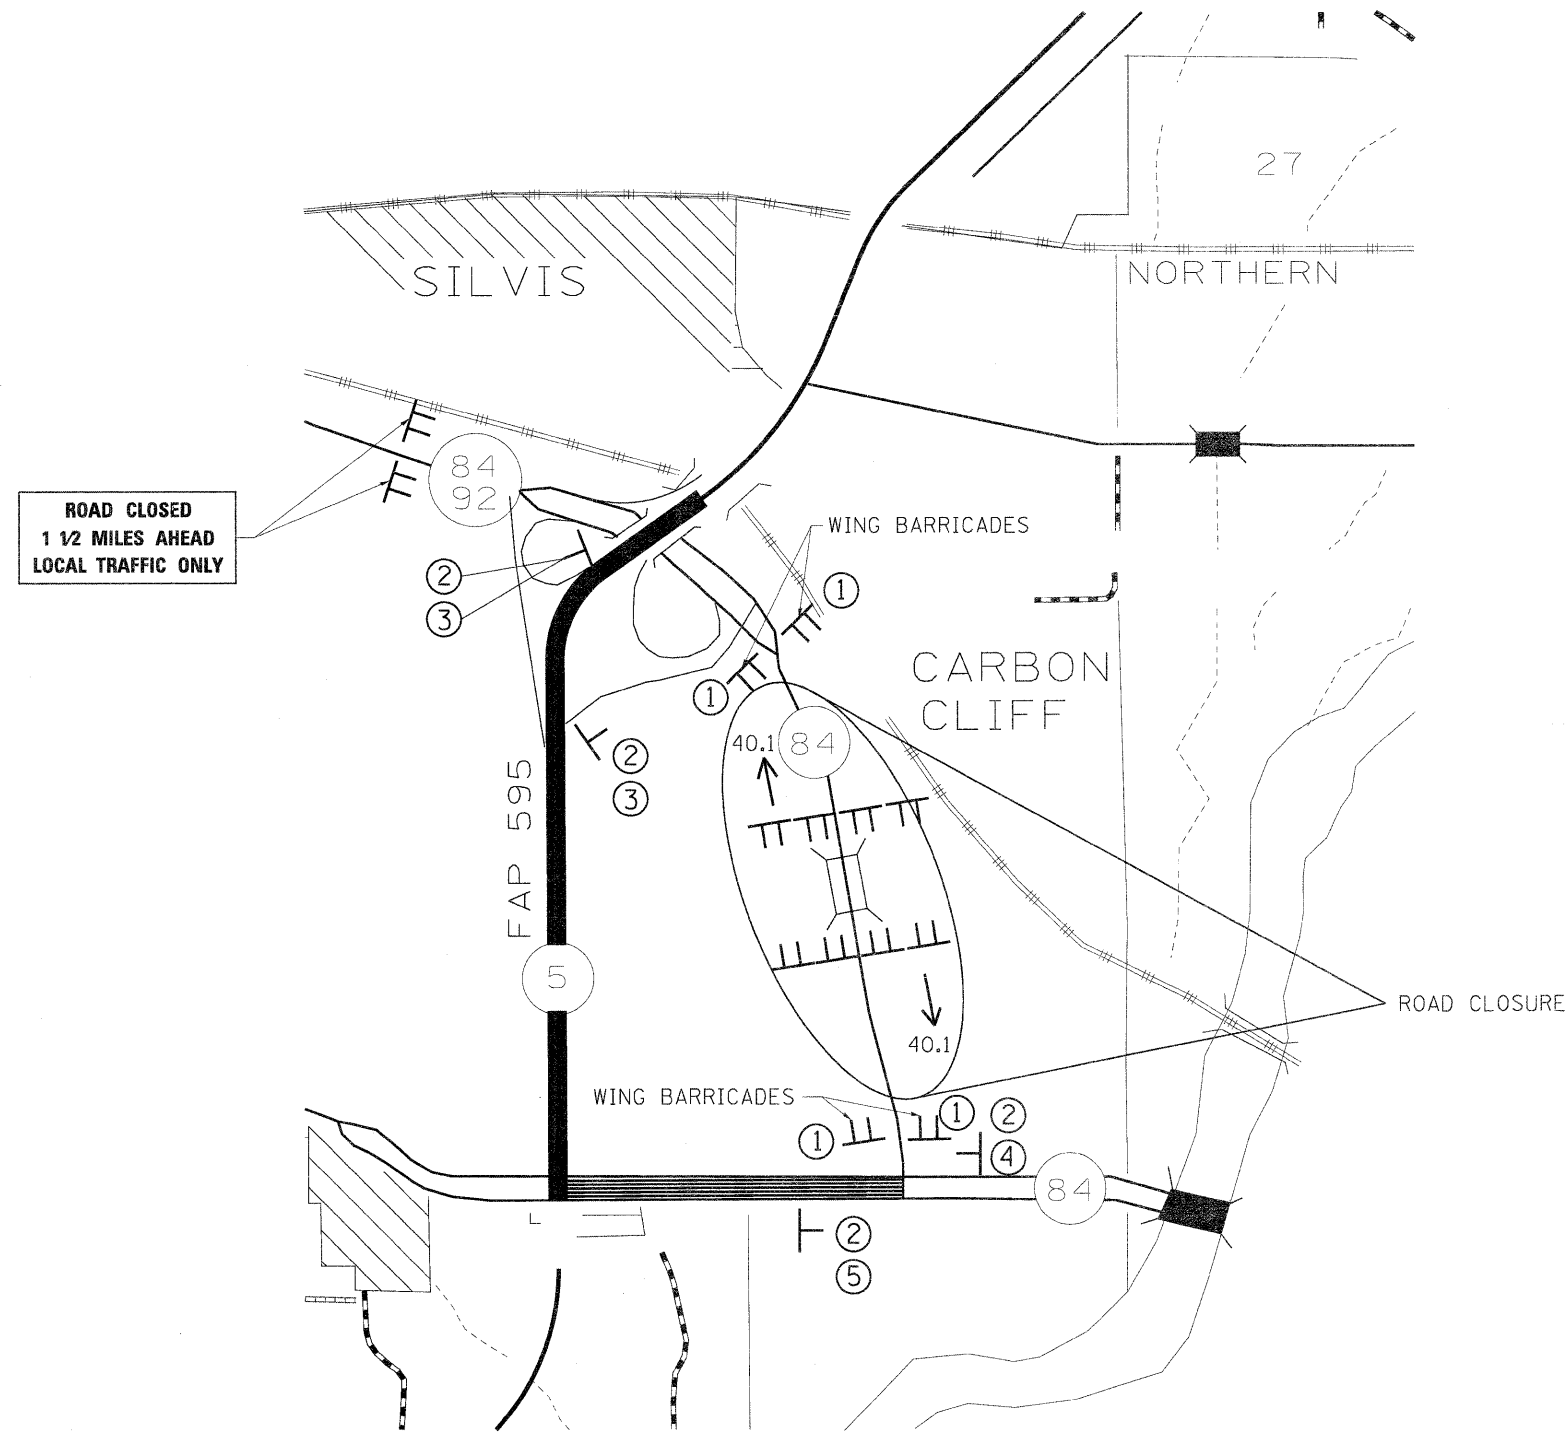 27
SILVIS
NORTHERN
84
92
ROAD CLOSED
1 1/2 MILES AHEAD
LOCAL TRAFFIC ONLY
WING BARRICADES
2
3
1
CARBON
CLIFF
1
40.1
84
2
3
FAP 595
5
ROAD CLOSURE
40.1
WING BARRICADES
1
1
2
4
84
2
5